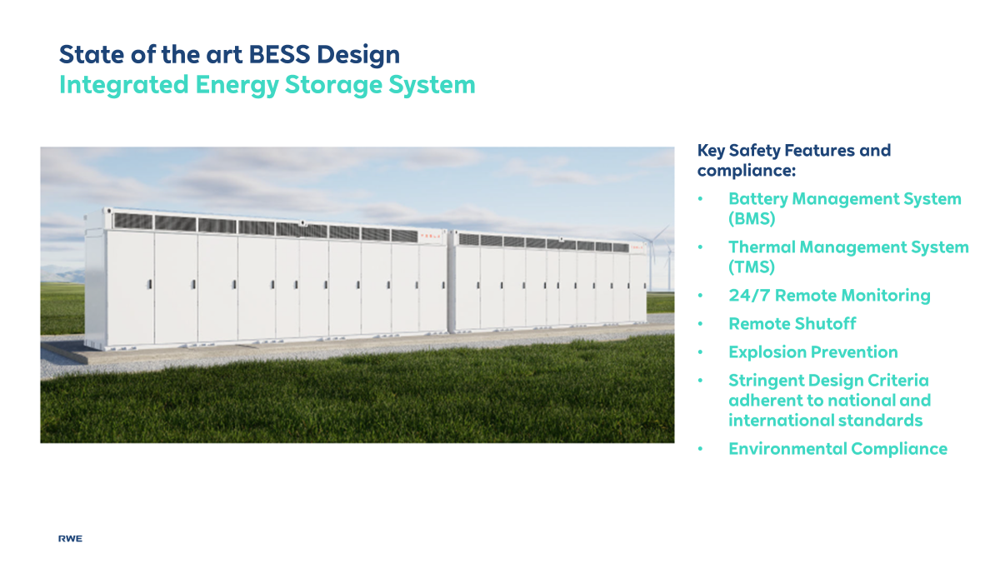 State of the art BESS Design
Integrated Energy Storage System
TESLA
TESLA
Key Safety Features and
compliance:
• Battery Management System
(BMS)
• Thermal Management System
(TMS)
• 24/7 Remote Monitoring
• Remote Shutoff
• Explosion Prevention
• Stringent Design Criteria
adherent to national and
international standards
• Environmental Compliance
RWE